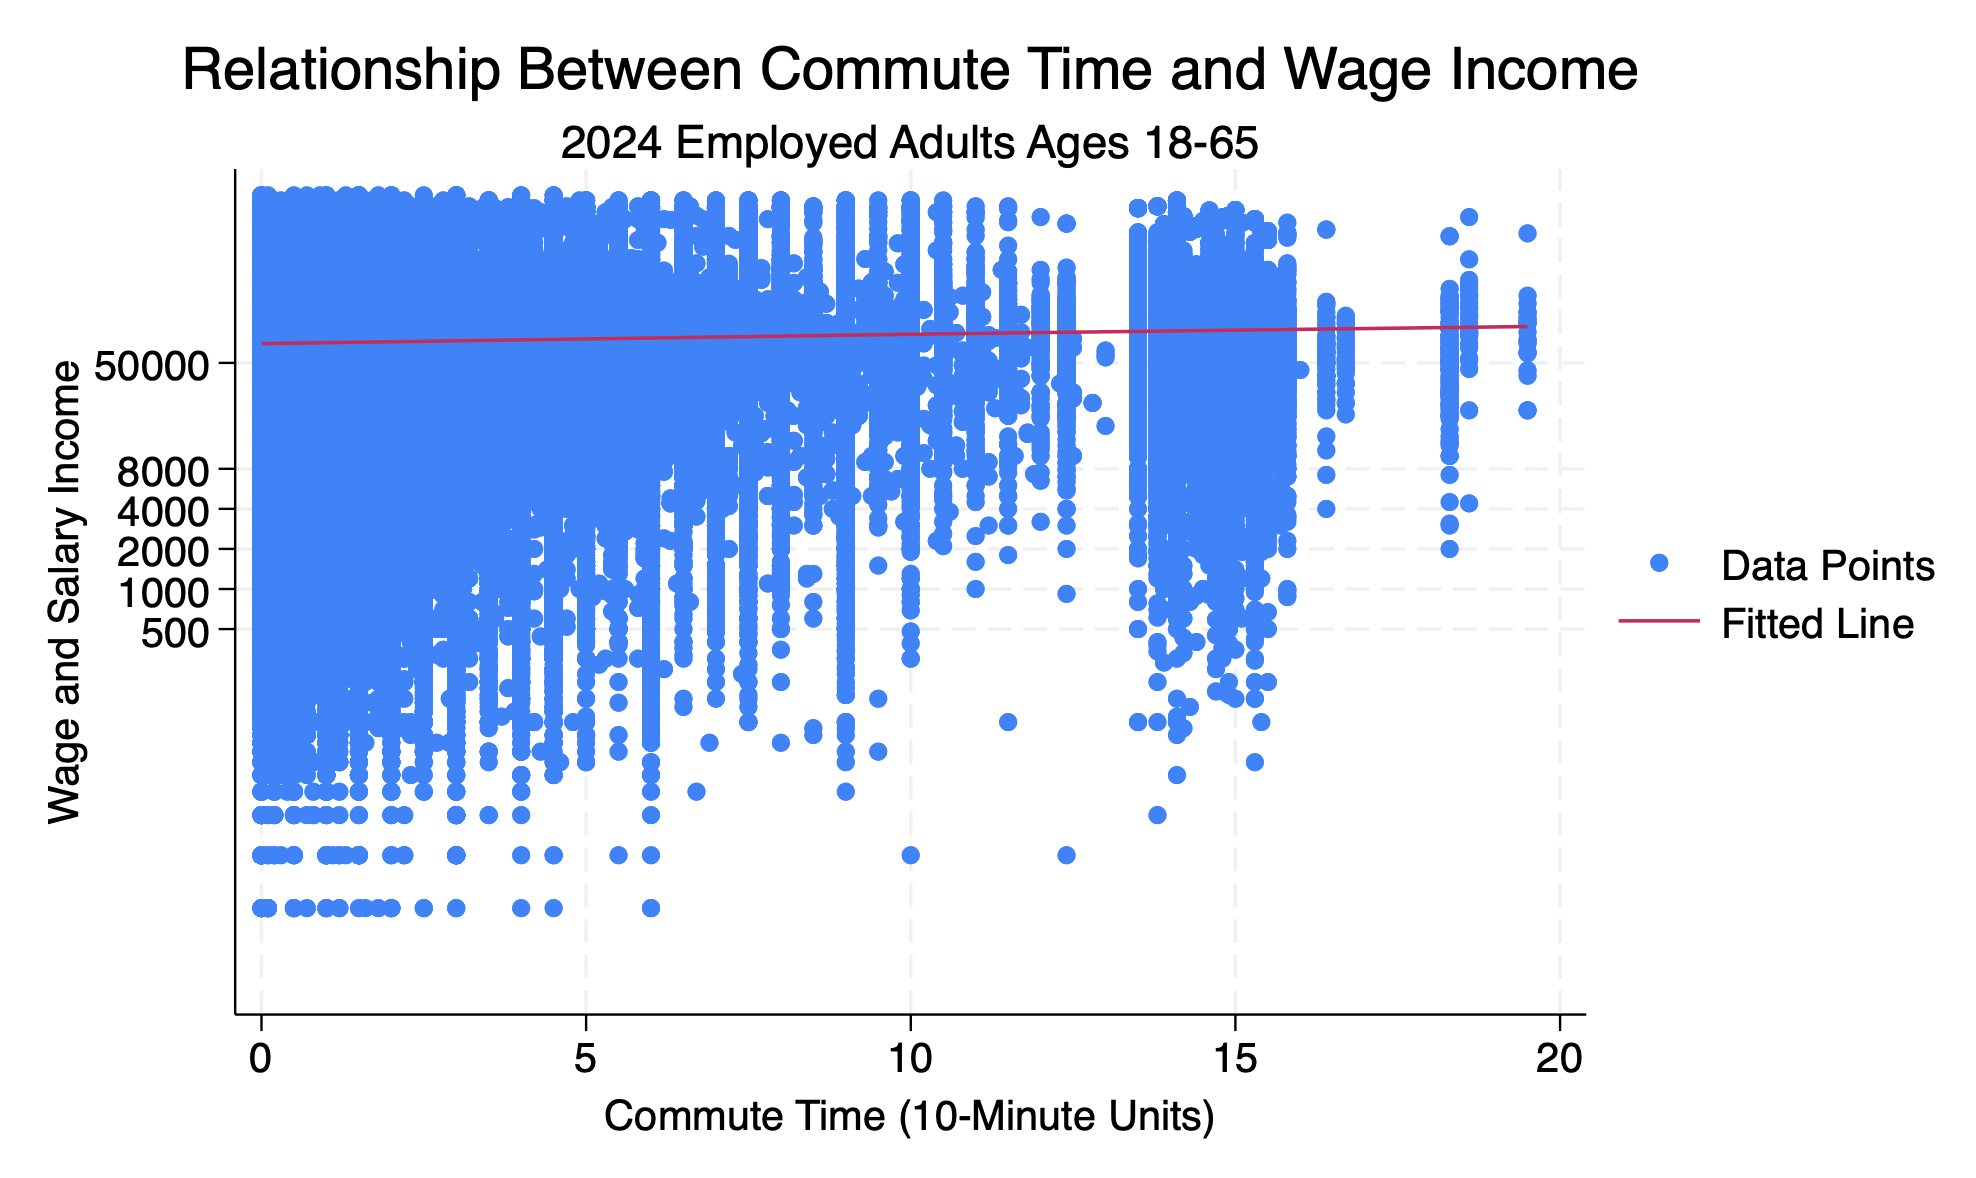 Relationship Between Commute Time and Wage Income
2024 Employed Adults Ages 18-65
Wage and Salary Income
50000
8000
4000
2000
1000
500
0
5
10
15
20
Commute Time (10-Minute Units)
Data Points
Fitted Line